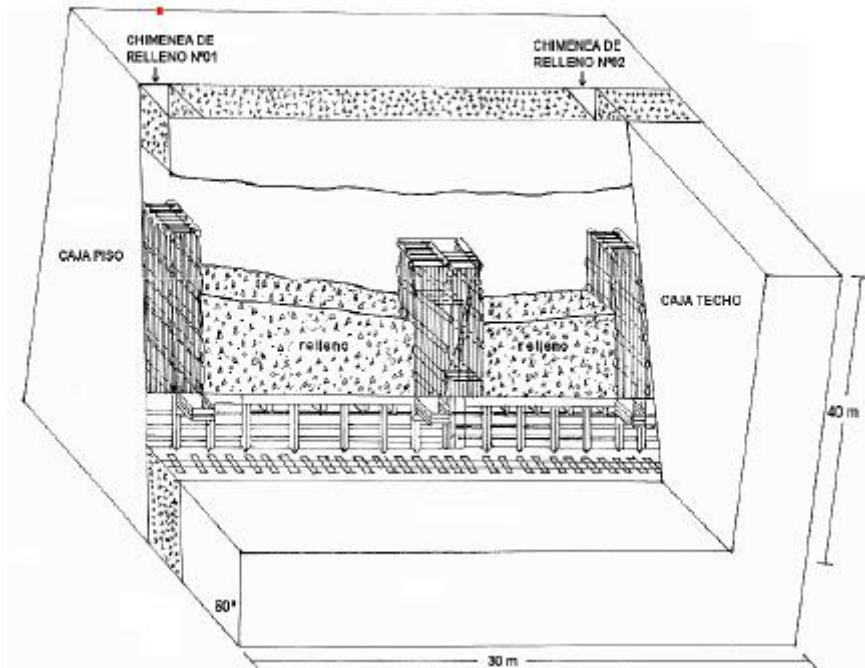 CHIMENEA DE
RELLENO Nº01
CHIMENEA DE
RELLENO Nº02
CAJA PISO
CAJA TECHO
relleno
relleno
40 m
80°
30 m